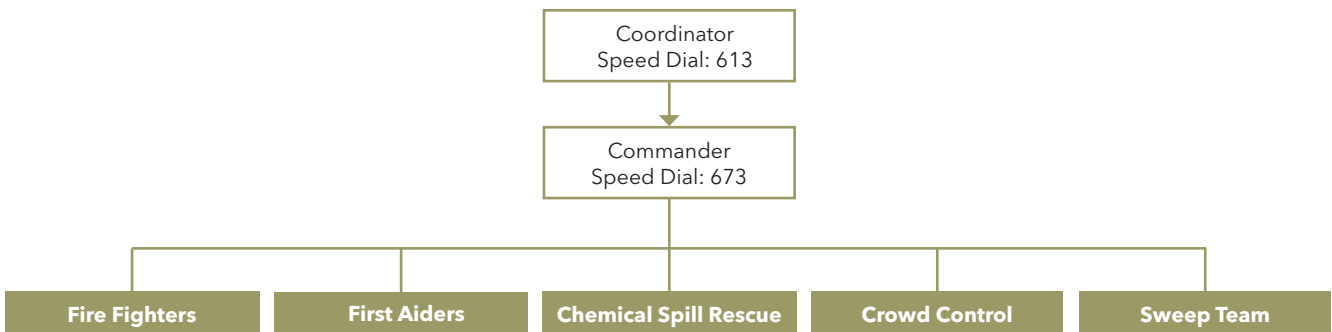 Coordinator
Speed Dial: 613
Commander
Speed Dial: 673
Fire Fighters
First Aiders
Chemical Spill Rescue
Crowd Control
Sweep Team